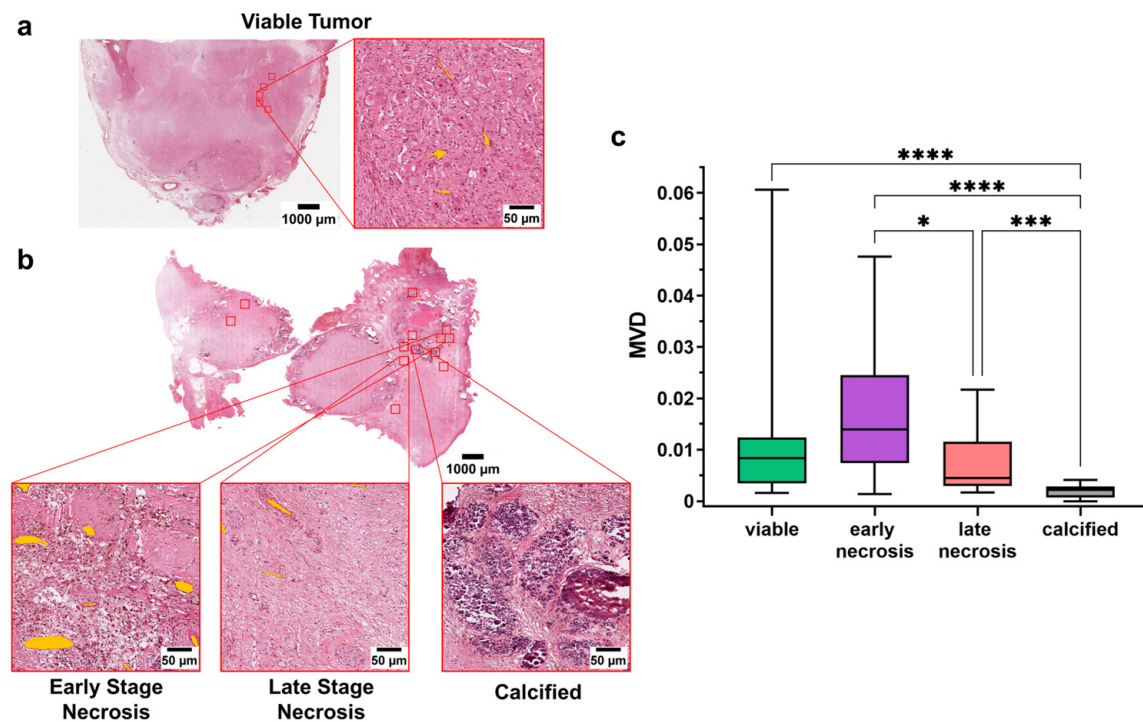 a
Viable Tumor
1000 µm
50 µm
b
1000 µm
50 µm
50 µm
50 µm
Early Stage
Necrosis
Late Stage
Necrosis
Calcified
c
****
****
*
***
MVD
0.06
0.05
0.04
0.03
0.02
0.01
0
viable
early
necrosis
late
necrosis
calcified